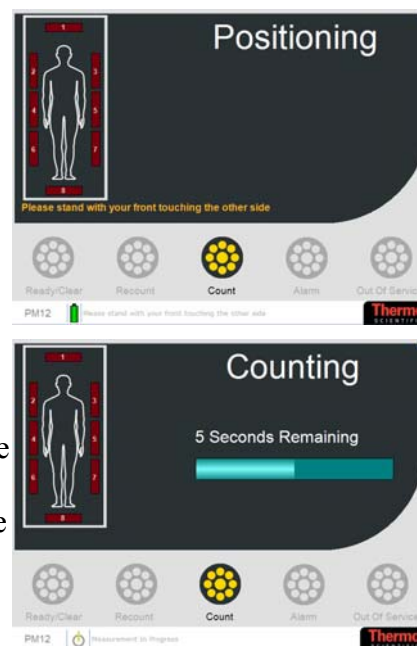 Positioning
1
2
3
4
5
6
7
8
Please stand with your front touching the other side
Ready/Clear
Recount
Count
Alarm
Out Of Servic
PM12
Please stand with your front touching the other side
Thermo
SCIENTIFI
Counting
1
2
3
5 Seconds Remaining
4
5
6
7
8
e
e
Ready/Clear
Recount
Count
Alarm
Out Of Service
PM12
Measurement In Progress
Thermo
SCIENTIFI